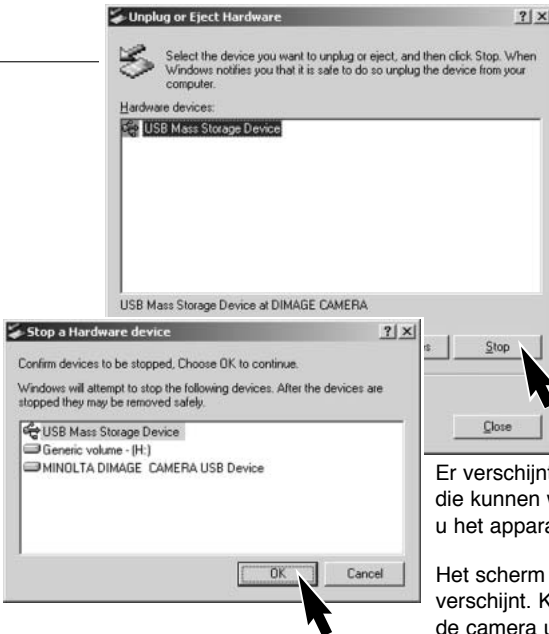 Unplug or Eject Hardware
Select the device you want to unplug or eject, and then click Stop. When
Windows notifies you that it is safe to do so unplug the device from your
computer.
Hardware devices:
USB Mass Storage Device
USB Mass Storage Device at DIMAGE CAMERA
Stop
Close
Stop a Hardware device
Confirm devices to be stopped, Choose OK to continue.
Windows will attempt to stop the following devices. After the devices are
stopped they may be removed safely.
USB Mass Storage Device
Generic volume - (H:)
MINOLTA DIMAGE CAMERA USB Device
OK Cancel
Er verschijnt
die kunnen
u het appara
Het scherm
verschijnt. K
de camera u